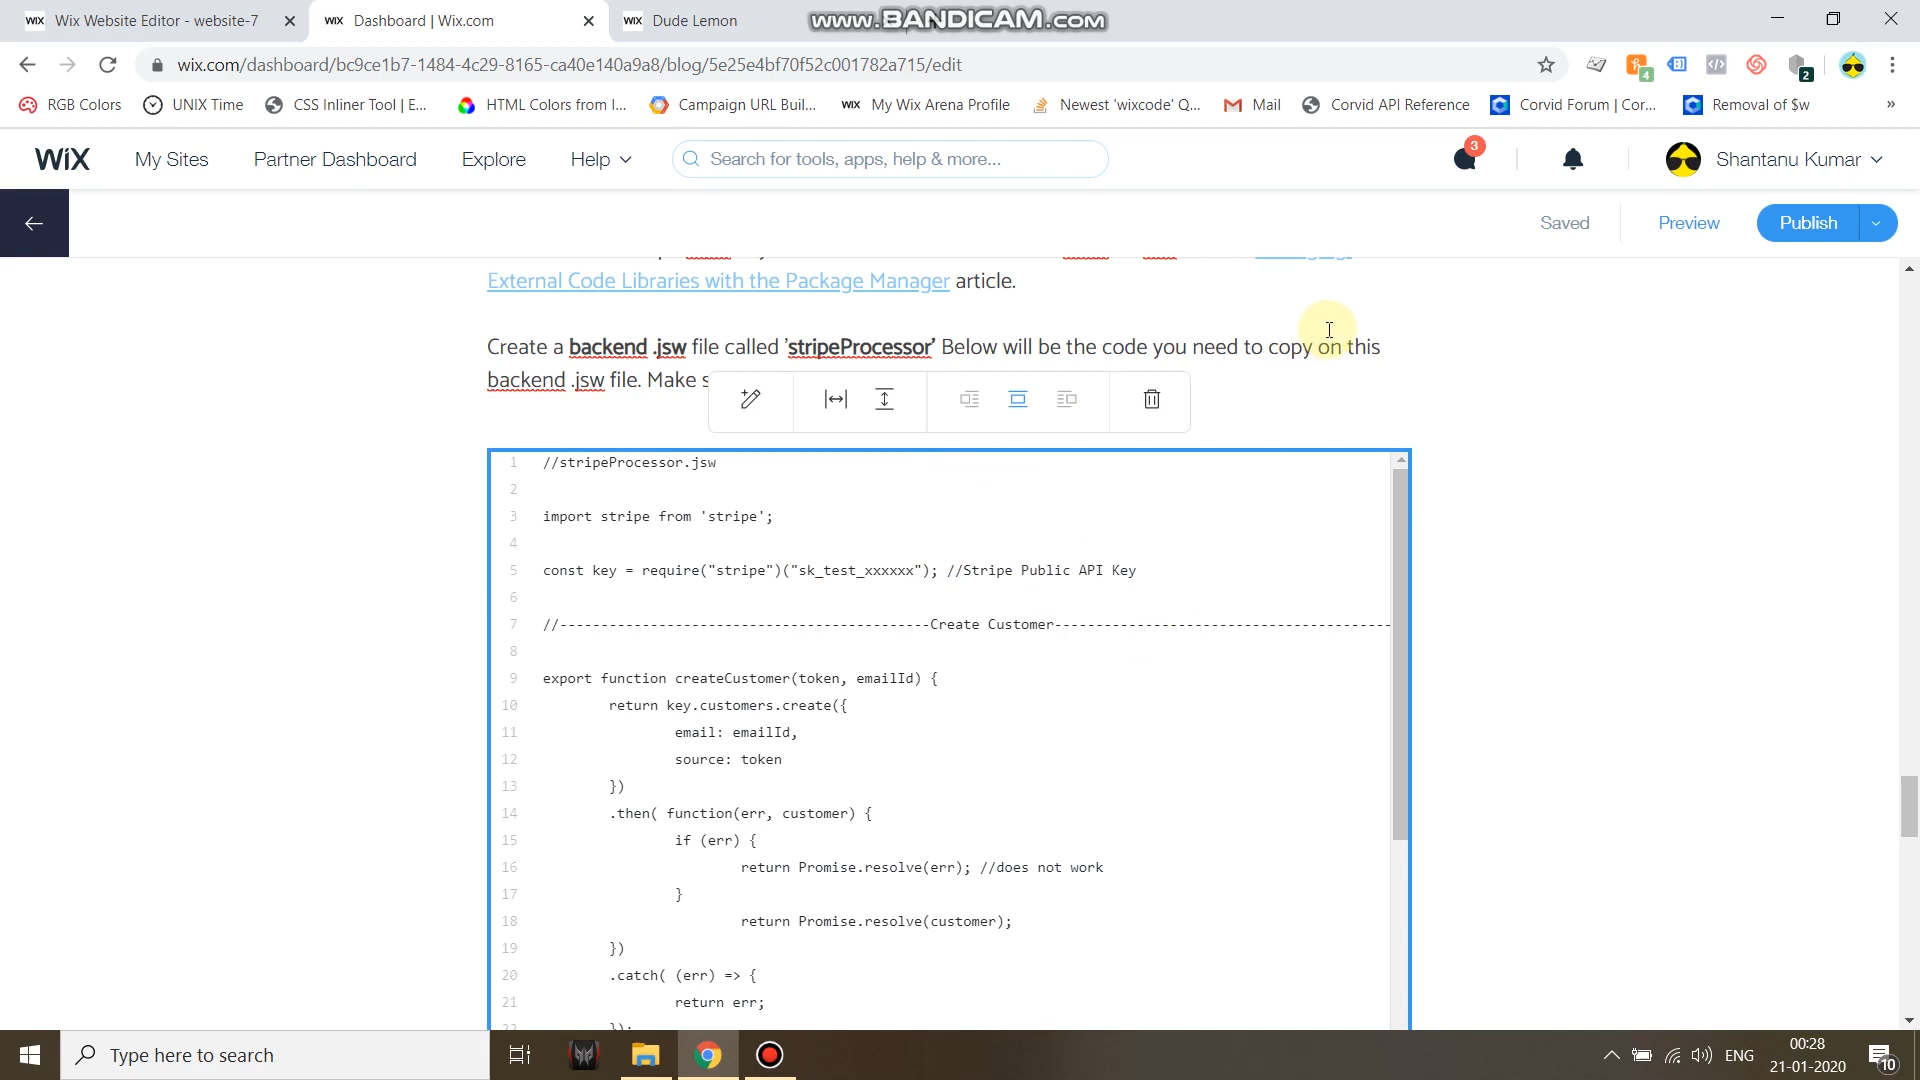 WIX Wix Website Editor - website-7
WIX Dashboard | Wix.com
WIX Dude Lemon
www.BANDICAM.com
wix.com/dashboard/bc9ce1b7-1484-4c29-8165-ca40e140a9a8/blog/5e25e4bf70f52c001782a715/edit
4
2
RGB Colors
UNIX Time
CSS Inliner Tool | E...
HTML Colors from I...
Campaign URL Buil...
WIX My Wix Arena Profile
Newest 'wixcode' Q...
Mail
Corvid API Reference
Corvid Forum | Cor...
Removal of $w
»
WiX
My Sites
Partner Dashboard
Explore
Help
Search for tools, apps, help & more...
3
Shantanu Kumar
Saved
Preview
Publish
External Code Libraries with the Package Manager article.
Create a backend .jsw file called 'stripeProcessor' Below will be the code you need to copy on this
backend .jsw file. Make s
1 //stripeProcessor.jsw
2
3 import stripe from 'stripe';
4
5 const key = require("stripe")("sk_test_xxxxxx"); //Stripe Public API Key
6
7 //---------------------------------------------Create Customer-----------------------------------------
8
9 export function createCustomer(token, emailId) {
10 return key.customers.create({
11 email: emailId,
12 source: token
13 })
14 .then( function(err, customer) {
15 if (err) {
16 return Promise.resolve(err); //does not work
17 }
18 return Promise.resolve(customer);
19 })
20 .catch( (err) => {
21 return err;
22 });
Type here to search
ENG
00:28
21-01-2020
10